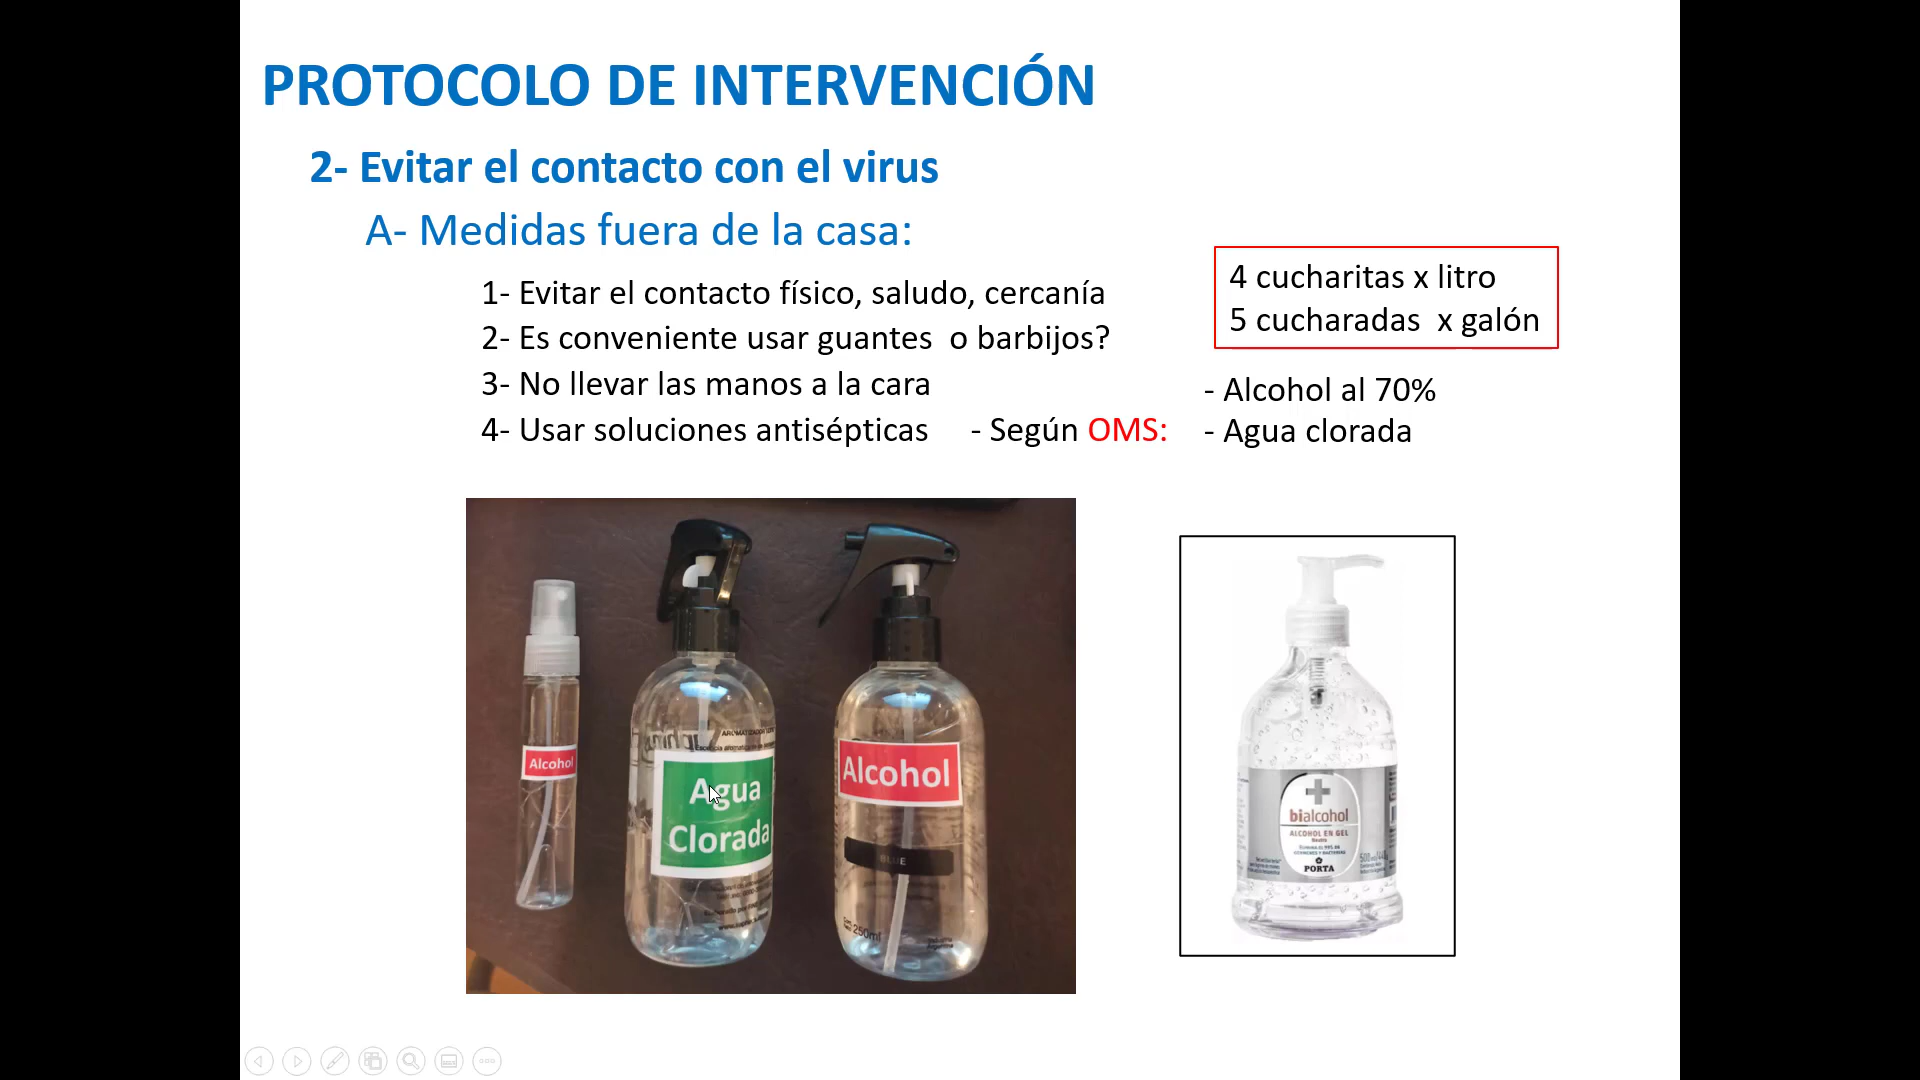 PROTOCOLO DE INTERVENCIÓN
2- Evitar el contacto con el virus
A- Medidas fuera de la casa:
1- Evitar el contacto físico, saludo, cercanía
2- Es conveniente usar guantes o barbijos?
3- No llevar las manos a la cara
4- Usar soluciones antisépticas - Según OMS:
4 cucharitas x litro
5 cucharadas x galón
- Alcohol al 70%
- Agua clorada
Alcohol
Agua
Clorada
Alcohol
BLUE
250ml
bialcohol
ALCOHOL EN GEL
PORTA